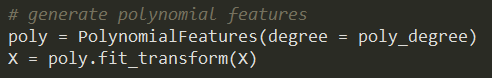 # generate polynomial features
poly = PolynomialFeatures(degree = poly_degree)
X = poly.fit_transform(X)